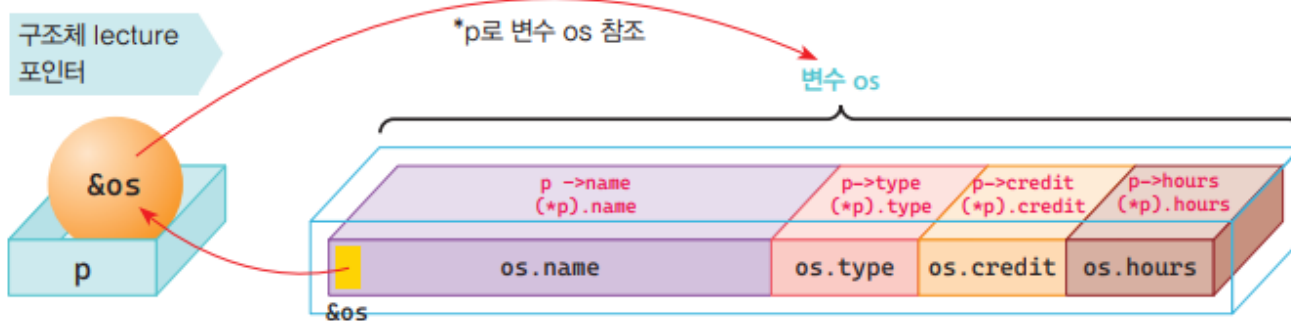 구조체 lecture
포인터
*p로 변수 os 참조
변수 os
&os
p
p ->name
(*p).name
p->type
(*p).type
p->credit
(*p).credit
p->hours
(*p).hours
os.name
os.type
os.credit
os.hours
&os